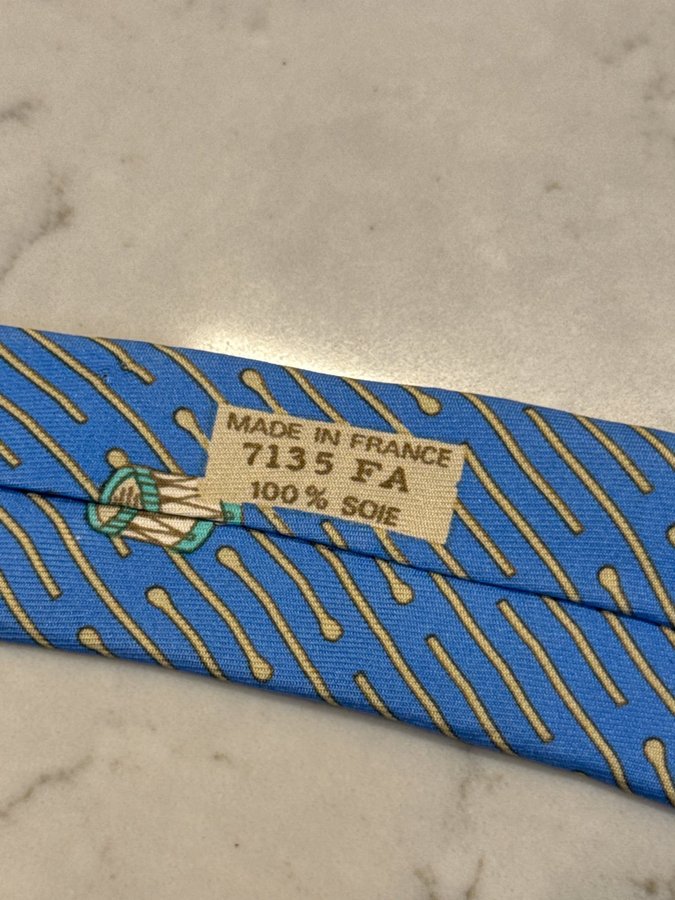 MADE IN FRANCE
7135 FA
100% SOIE